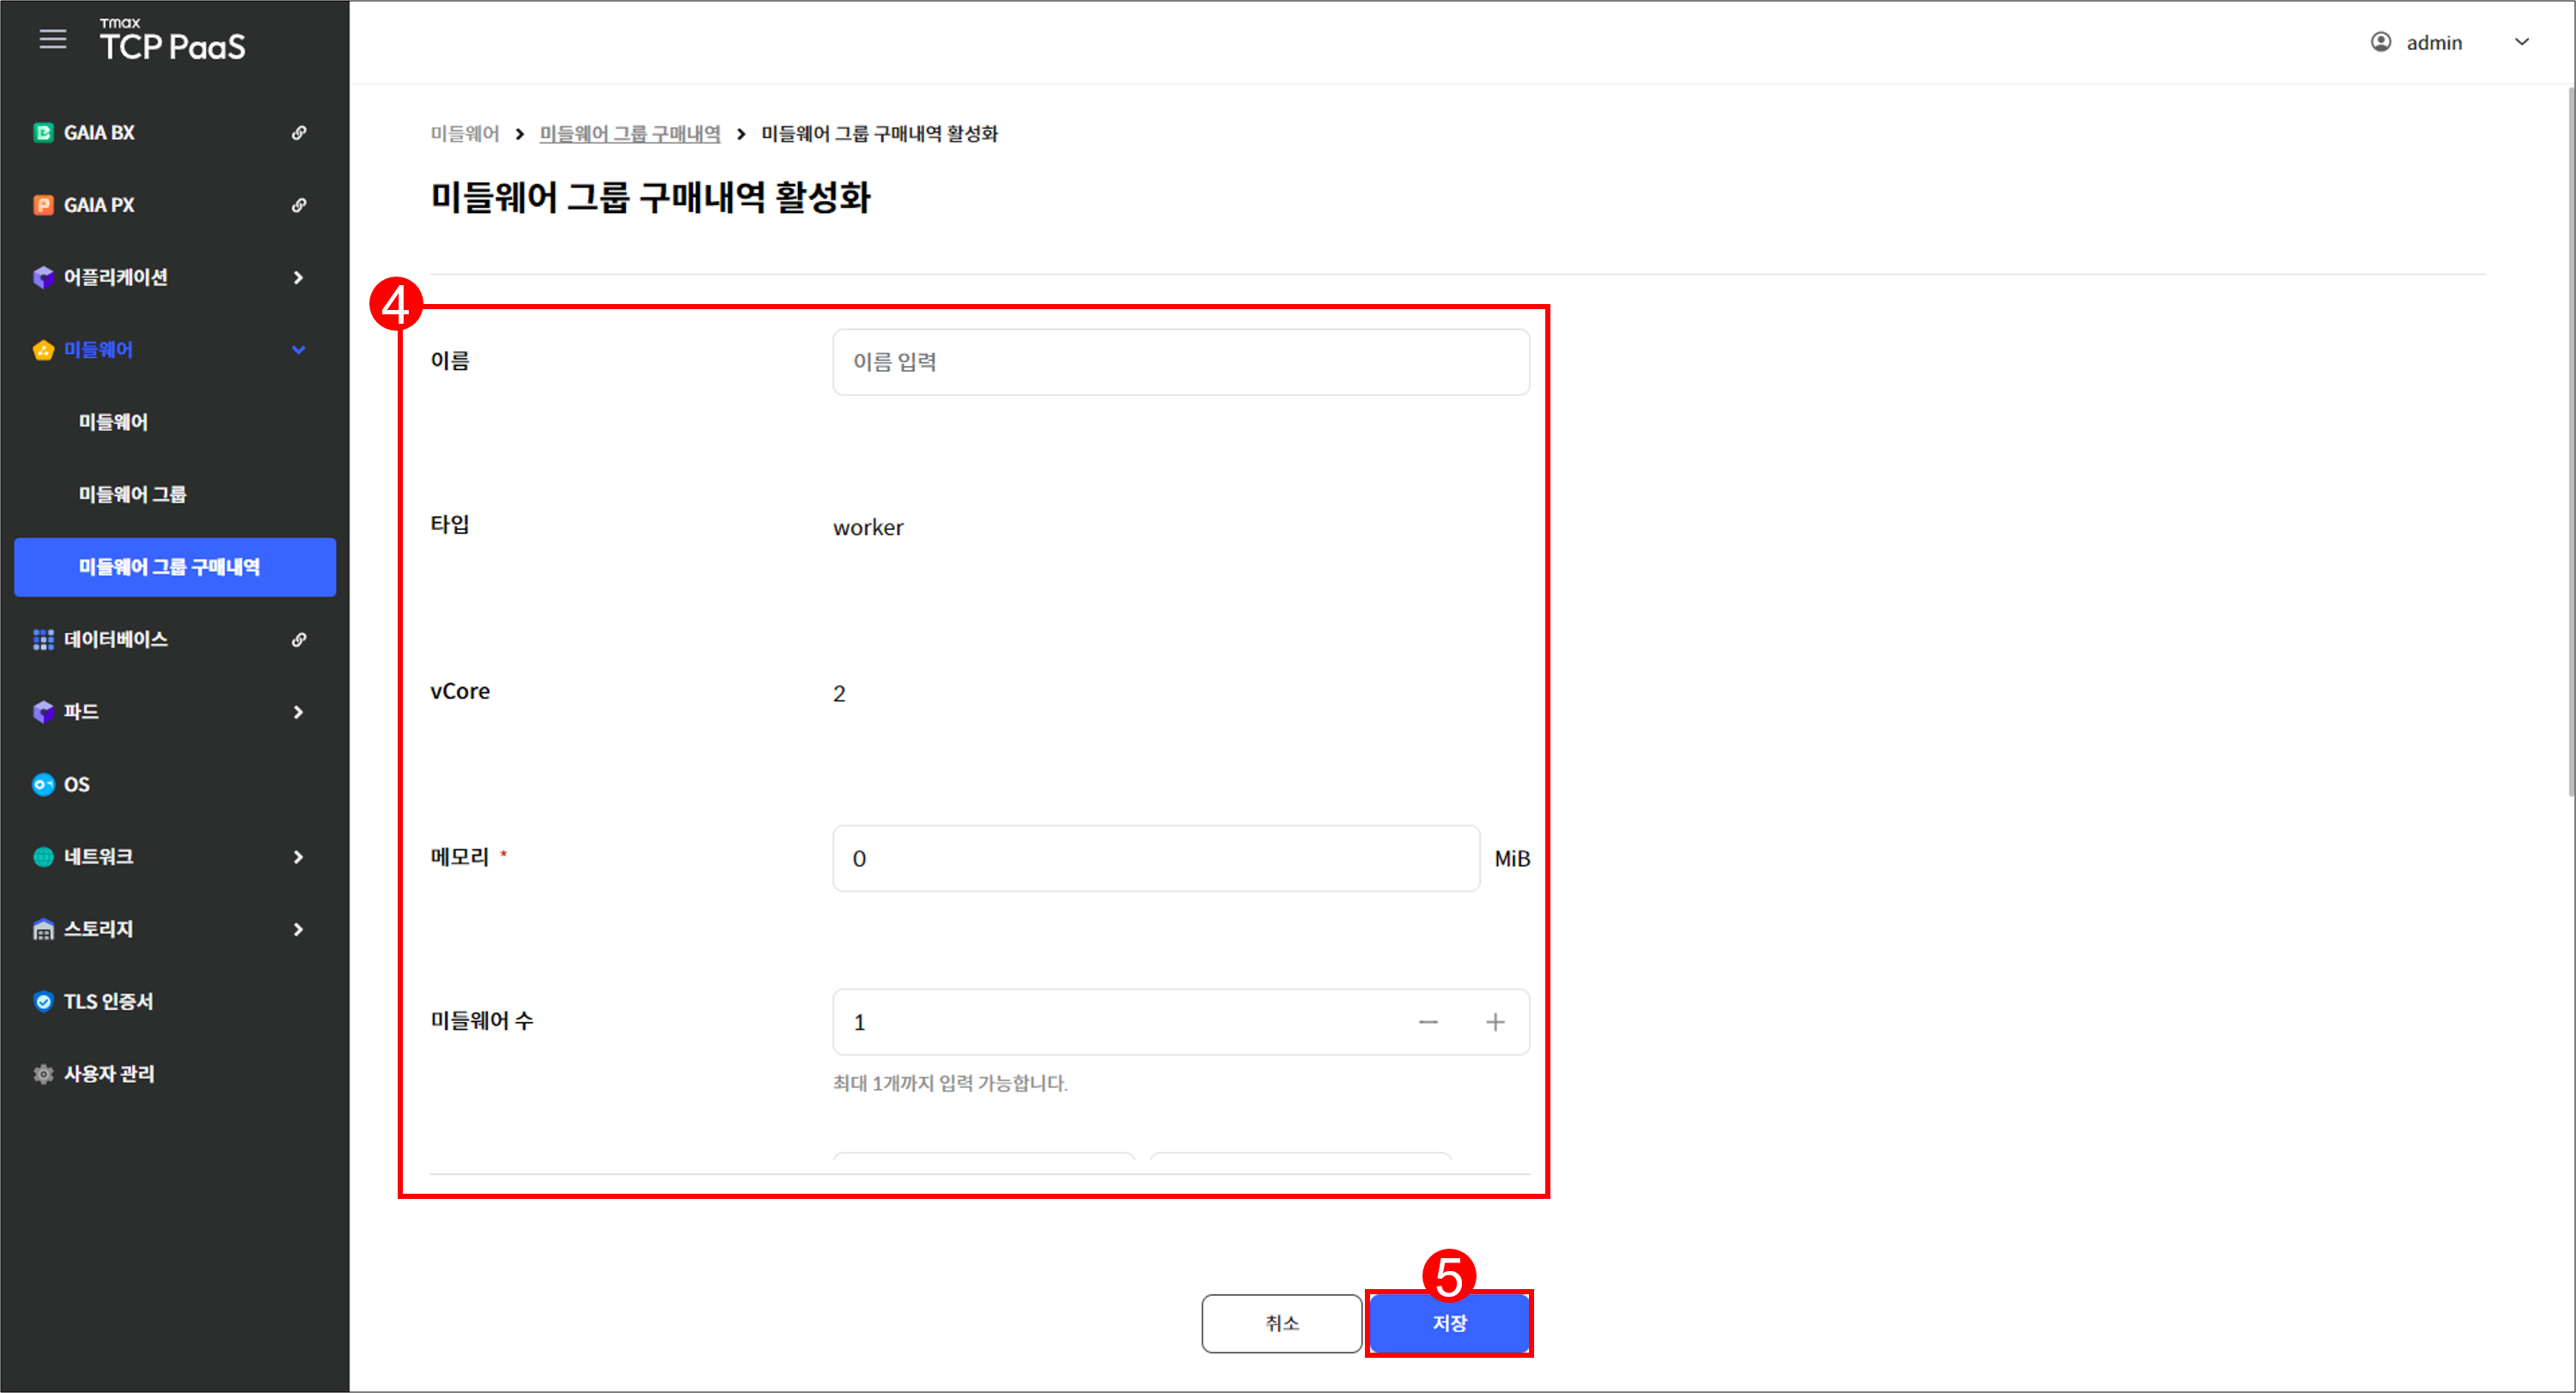 Tmax
TCP PaaS
admin
GAIA BX
GAIA PX
어플리케이션
미들웨어
미들웨어
미들웨어 그룹
미들웨어 그룹 구매내역
데이터베이스
파드
OS
네트워크
스토리지
TLS 인증서
사용자 관리
미들웨어 > 미들웨어 그룹 구매내역 > 미들웨어 그룹 구매내역 활성화
미들웨어 그룹 구매내역 활성화
4
이름 이름 입력
타입 worker
vCore 2
메모리 * 0 MiB
미들웨어 수 1
최대 1개까지 입력 가능합니다.
5
취소 저장